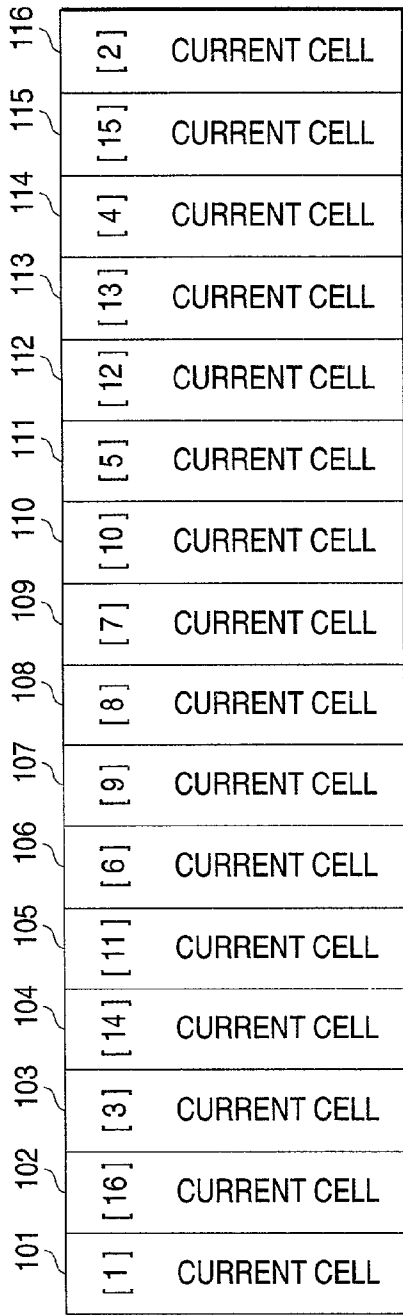 116 [2] CURRENT CELL
115 [15] CURRENT CELL
114 [4] CURRENT CELL
113 [13] CURRENT CELL
112 [12] CURRENT CELL
111 [5] CURRENT CELL
110 [10] CURRENT CELL
109 [7] CURRENT CELL
108 [8] CURRENT CELL
107 [9] CURRENT CELL
106 [6] CURRENT CELL
105 [11] CURRENT CELL
104 [14] CURRENT CELL
103 [3] CURRENT CELL
102 [16] CURRENT CELL
101 [1] CURRENT CELL